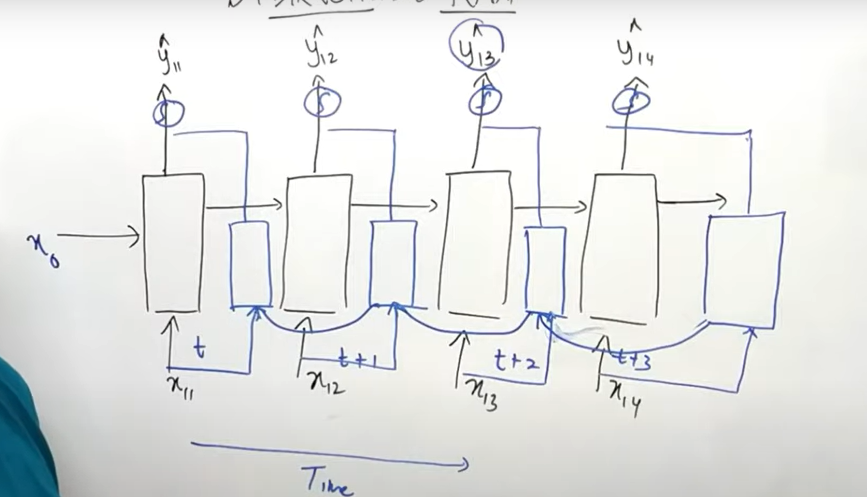 ŷ₁₁ ŷ₁₂ ŷ₁₃ ŷ₁₄
x₀
t t+1 t+2 t+3
x₁₁ x₁₂ x₁₃ x₁₄
Time